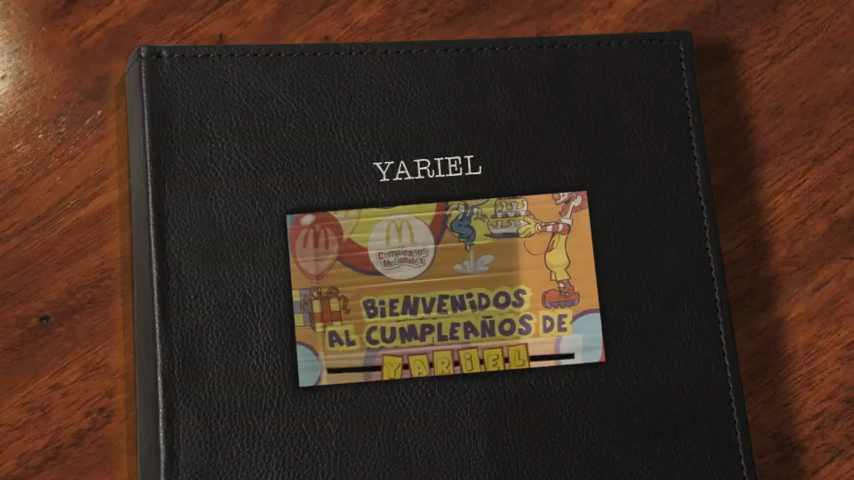 YARIEL
Cumpleaños
McDonald's
BIENVENIDOS
AL CUMPLEAÑOS DE
YARIEL